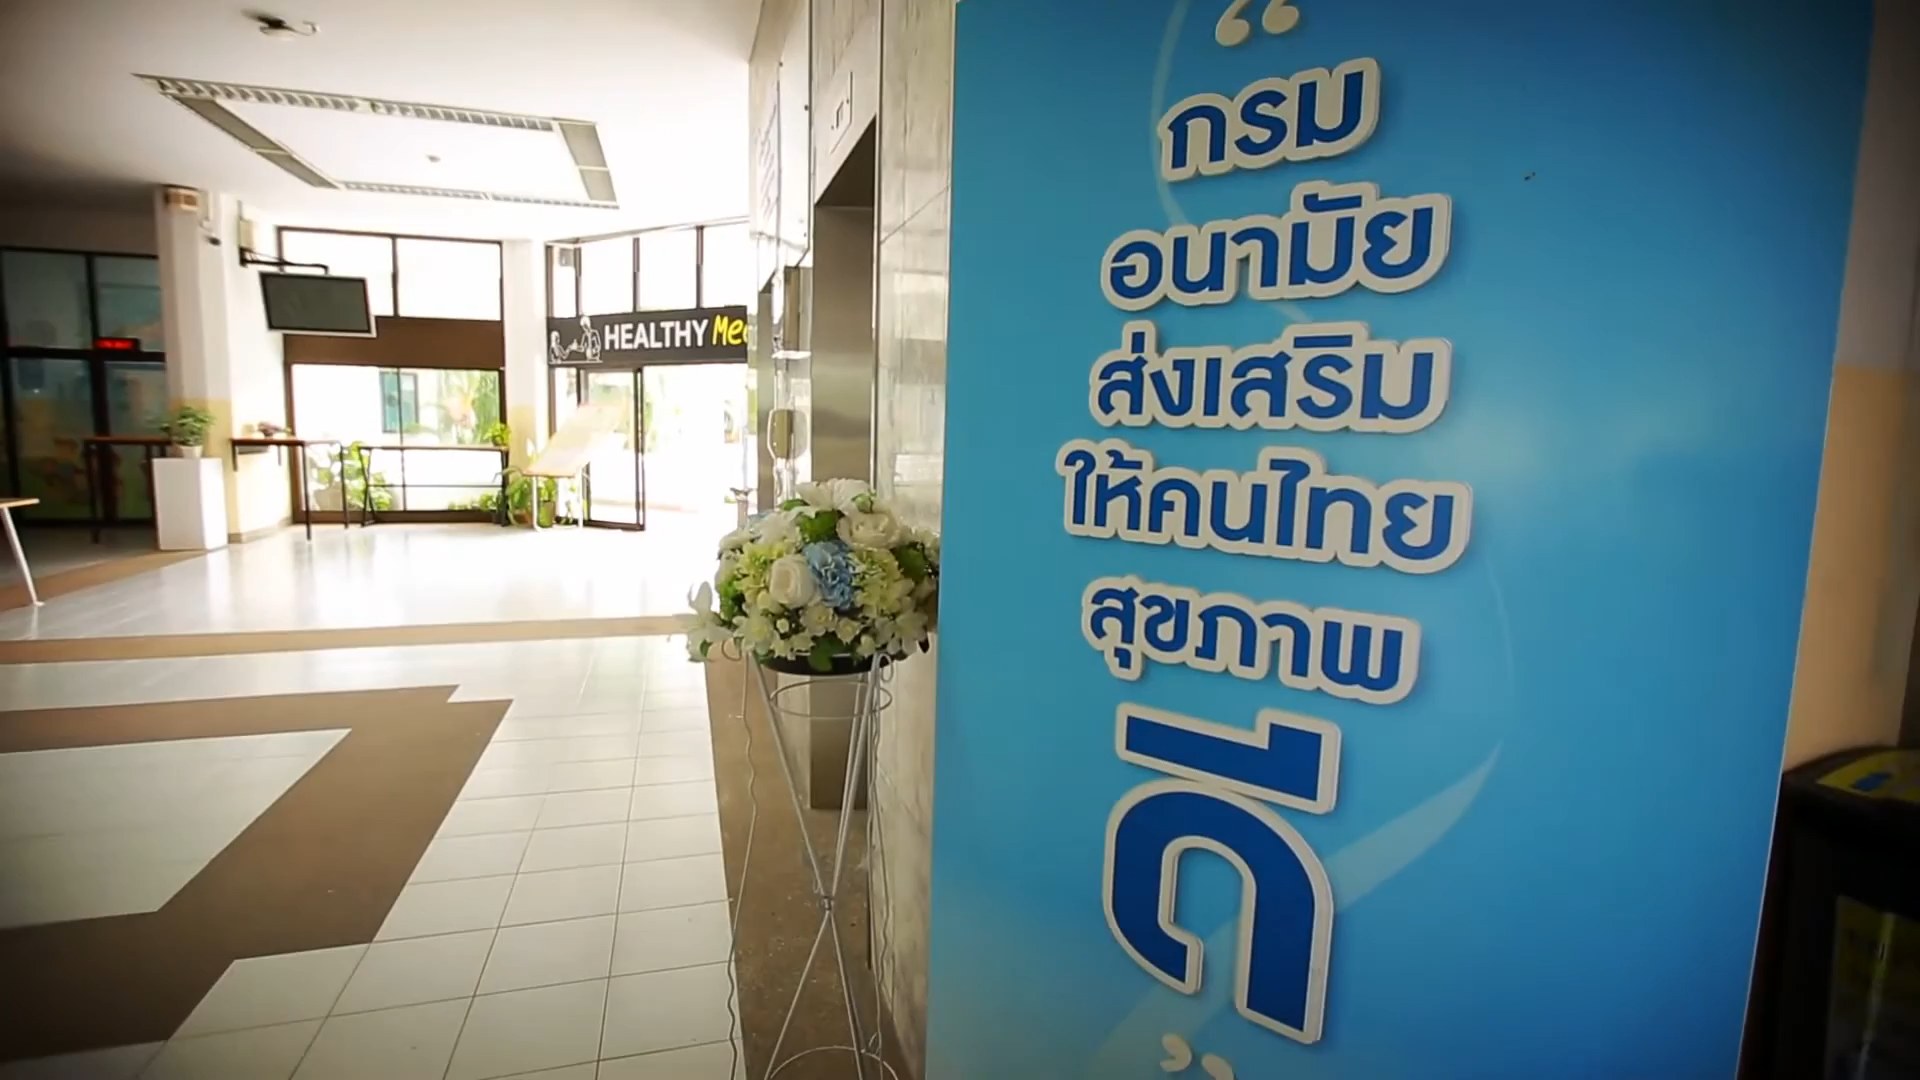 HEALTHY Mee
“
กรม
อนามัย
ส่งเสริม
ให้คนไทย
สุขภาพ
ดี
”